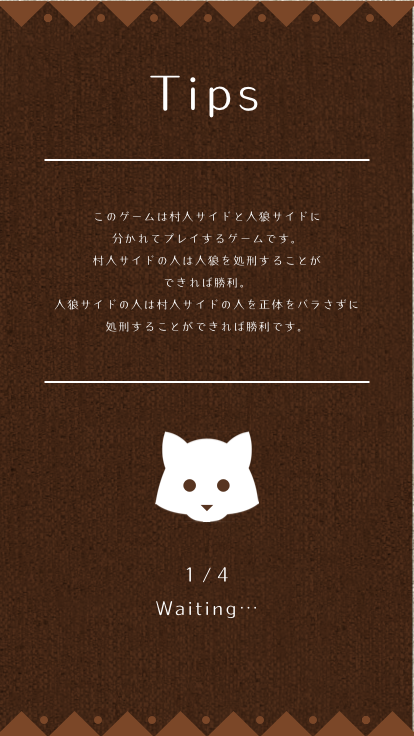 Tips
このゲームは村人サイドと人狼サイドに
分かれてプレイするゲームです。
村人サイドの人は人狼を処刑することが
できれば勝利。
人狼サイドの人は村人サイドの人を正体をバラさずに
処刑することができれば勝利です。
1 / 4
Waiting…